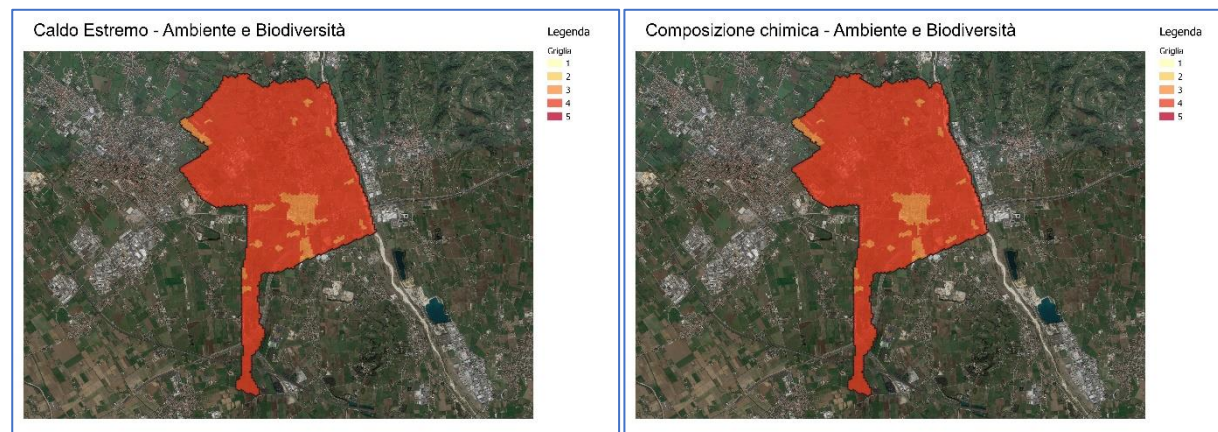 Caldo Estremo - Ambiente e Biodiversità
Legenda
Griglia
1
2
3
4
5
Composizione chimica - Ambiente e Biodiversità
Legenda
Griglia
1
2
3
4
5